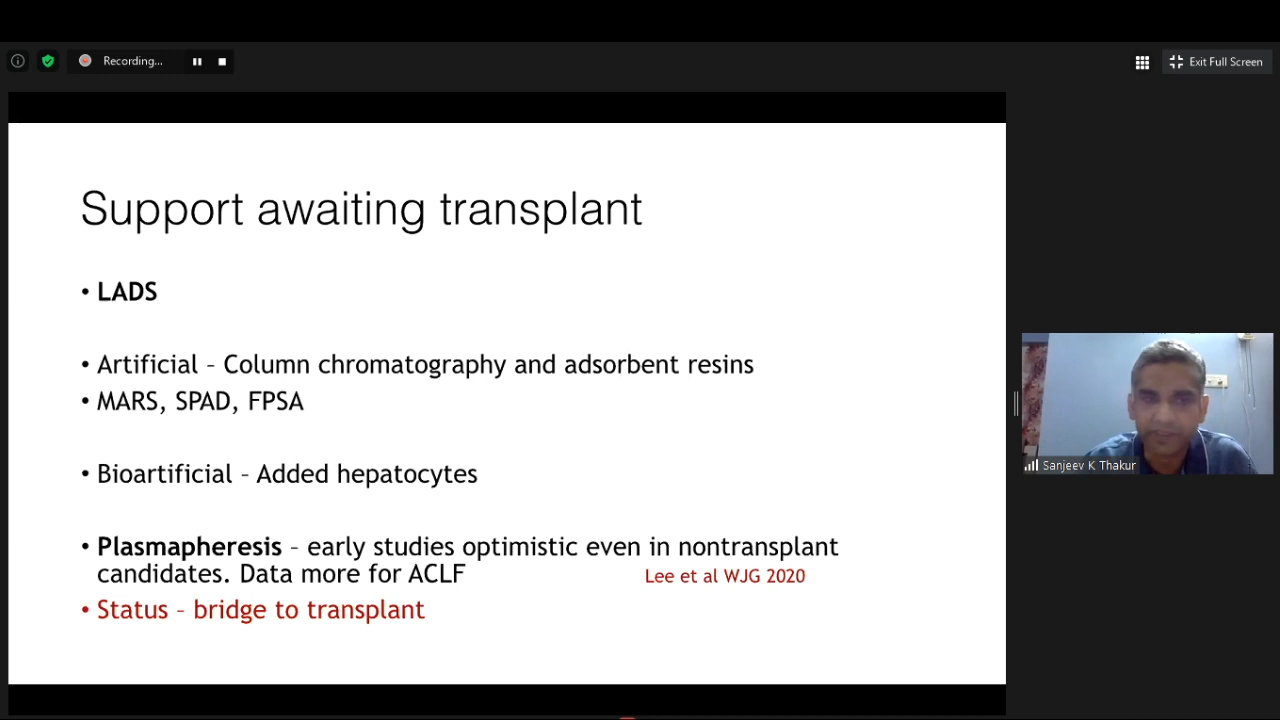 Recording...
Exit Full Screen
Support awaiting transplant
• LADS
• Artificial – Column chromatography and adsorbent resins
• MARS, SPAD, FPSA
• Bioartificial – Added hepatocytes
• Plasmapheresis – early studies optimistic even in nontransplant
candidates. Data more for ACLF
Lee et al WJG 2020
• Status – bridge to transplant
Sanjeev K Thakur